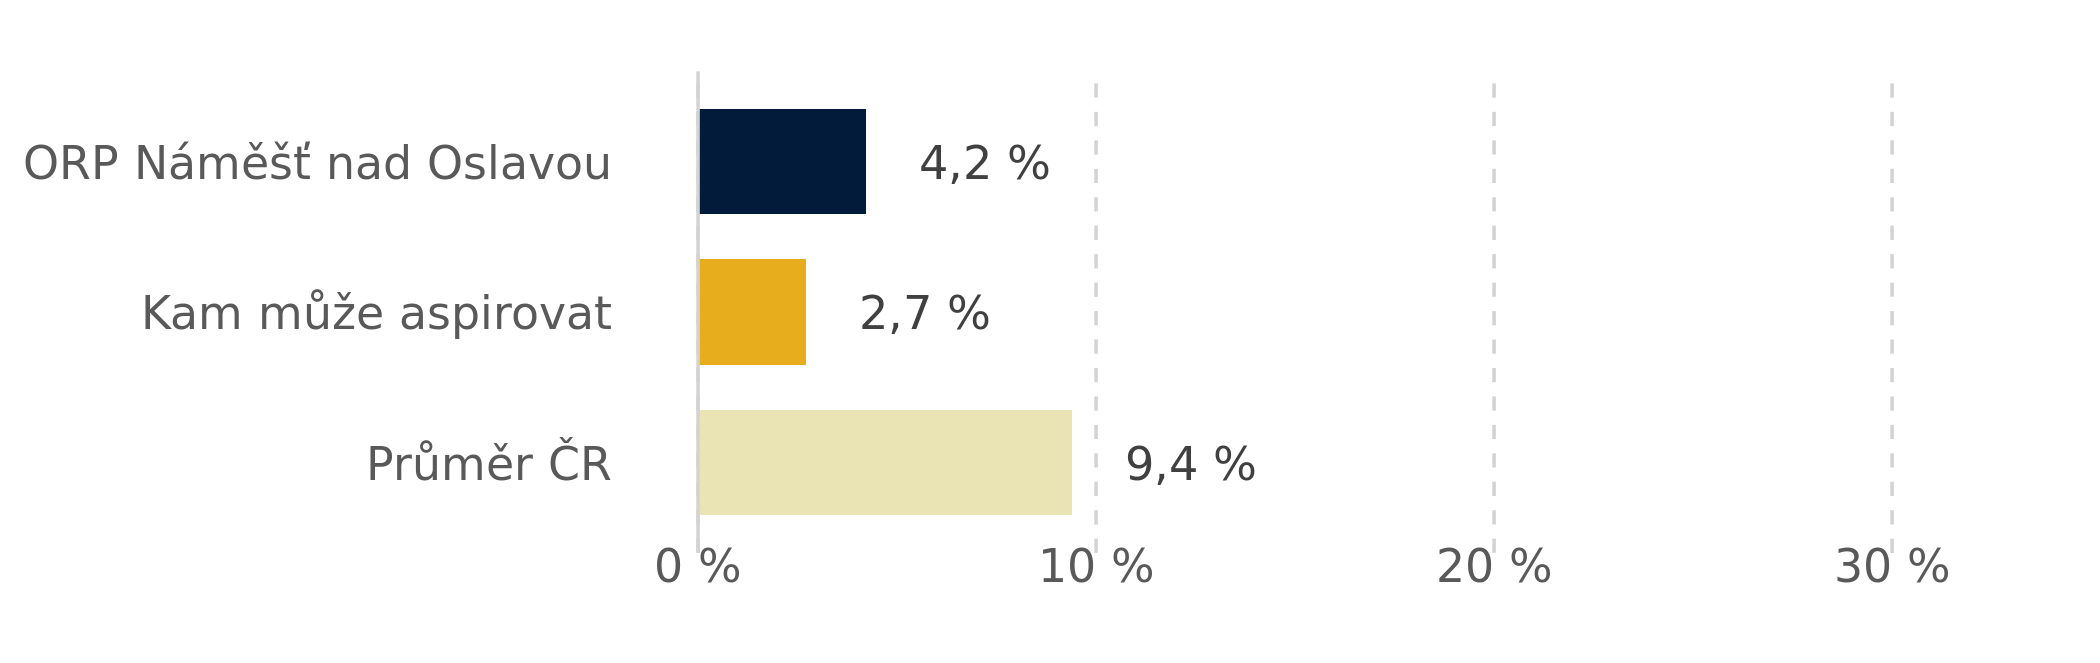 ORP Náměšť nad Oslavou
4,2 %
Kam může aspirovat
2,7 %
Průměr ČR
9,4 %
0 % 10 % 20 % 30 %